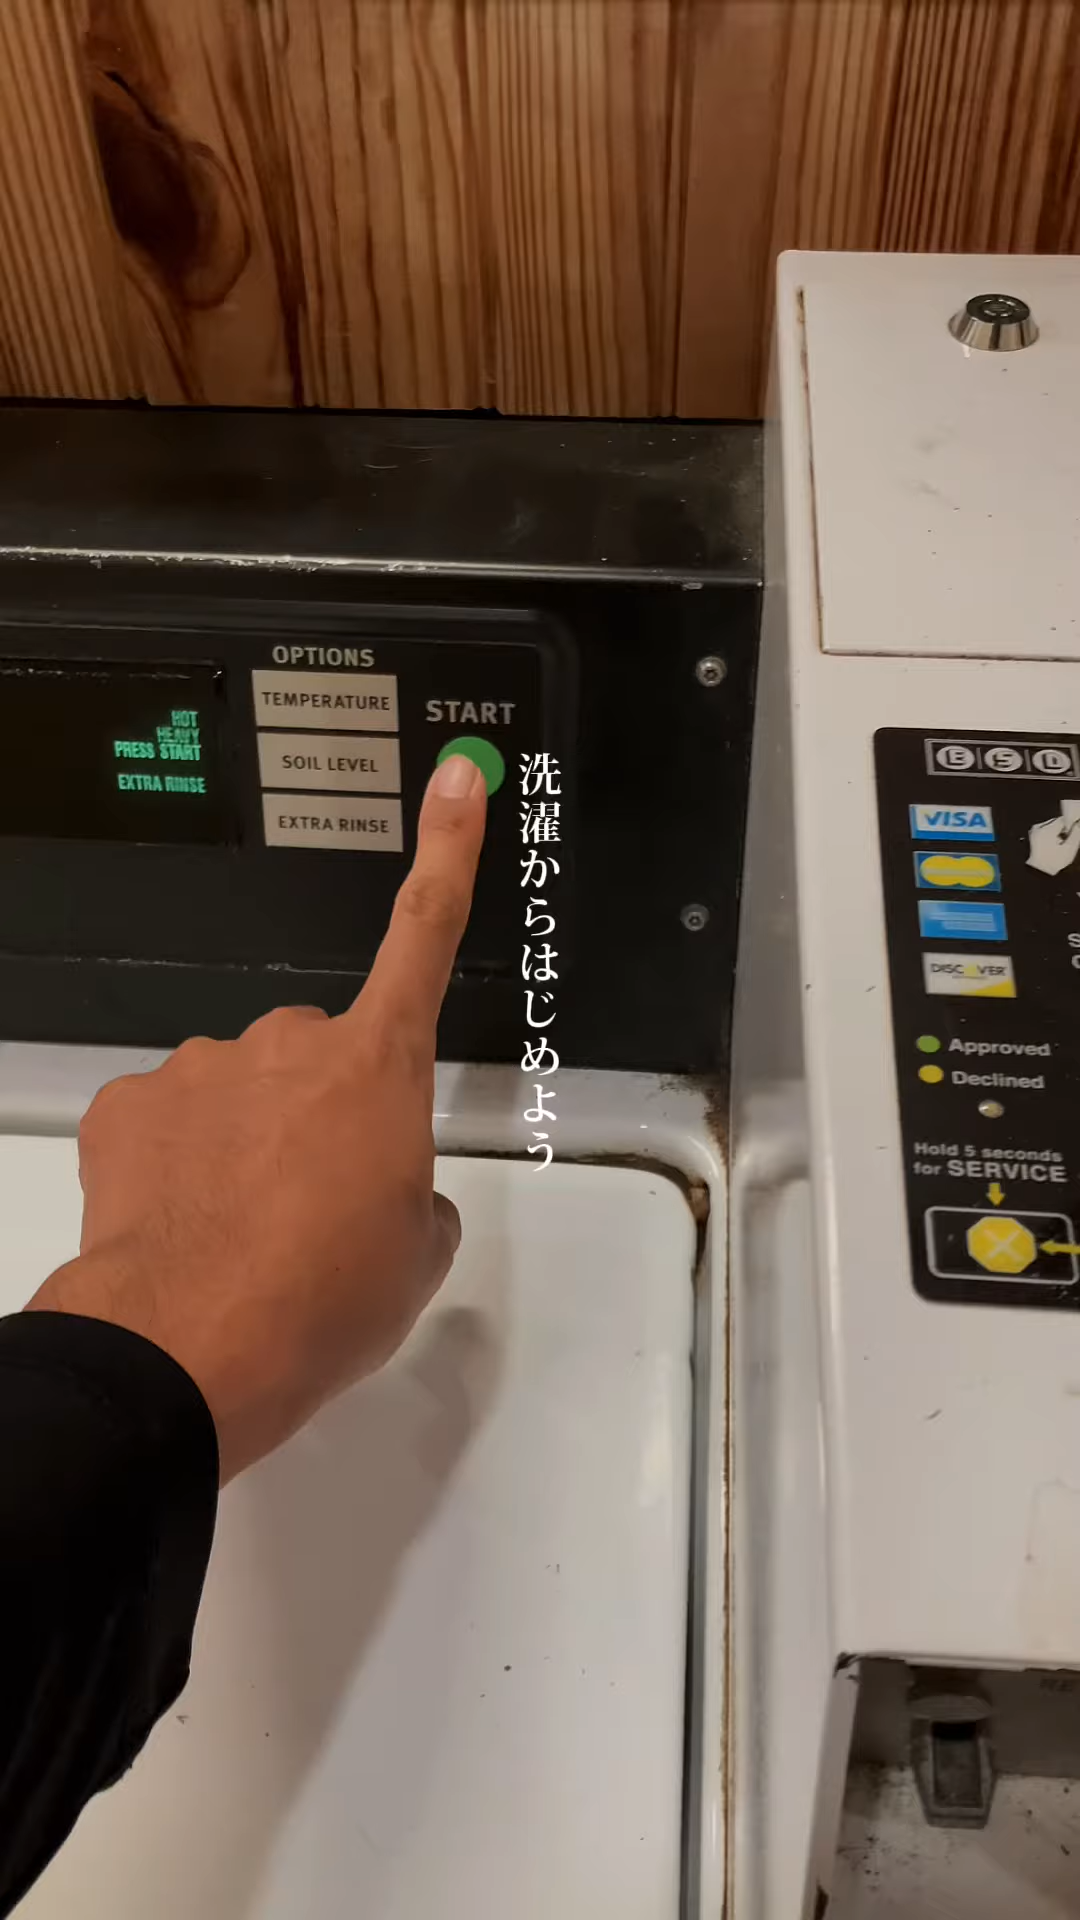 OPTIONS
TEMPERATURE
SOIL LEVEL
EXTRA RINSE
START
HOT
HEAVY
PRESS START
EXTRA RINSE
洗濯からはじめよう
ESD
VISA
DISCOVER
Approved
Declined
Hold 5 seconds
for SERVICE